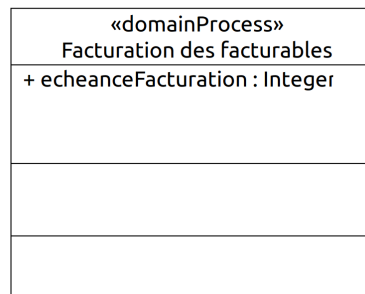 «domainProcess»
Facturation des facturables
+ echeanceFacturation : Integer